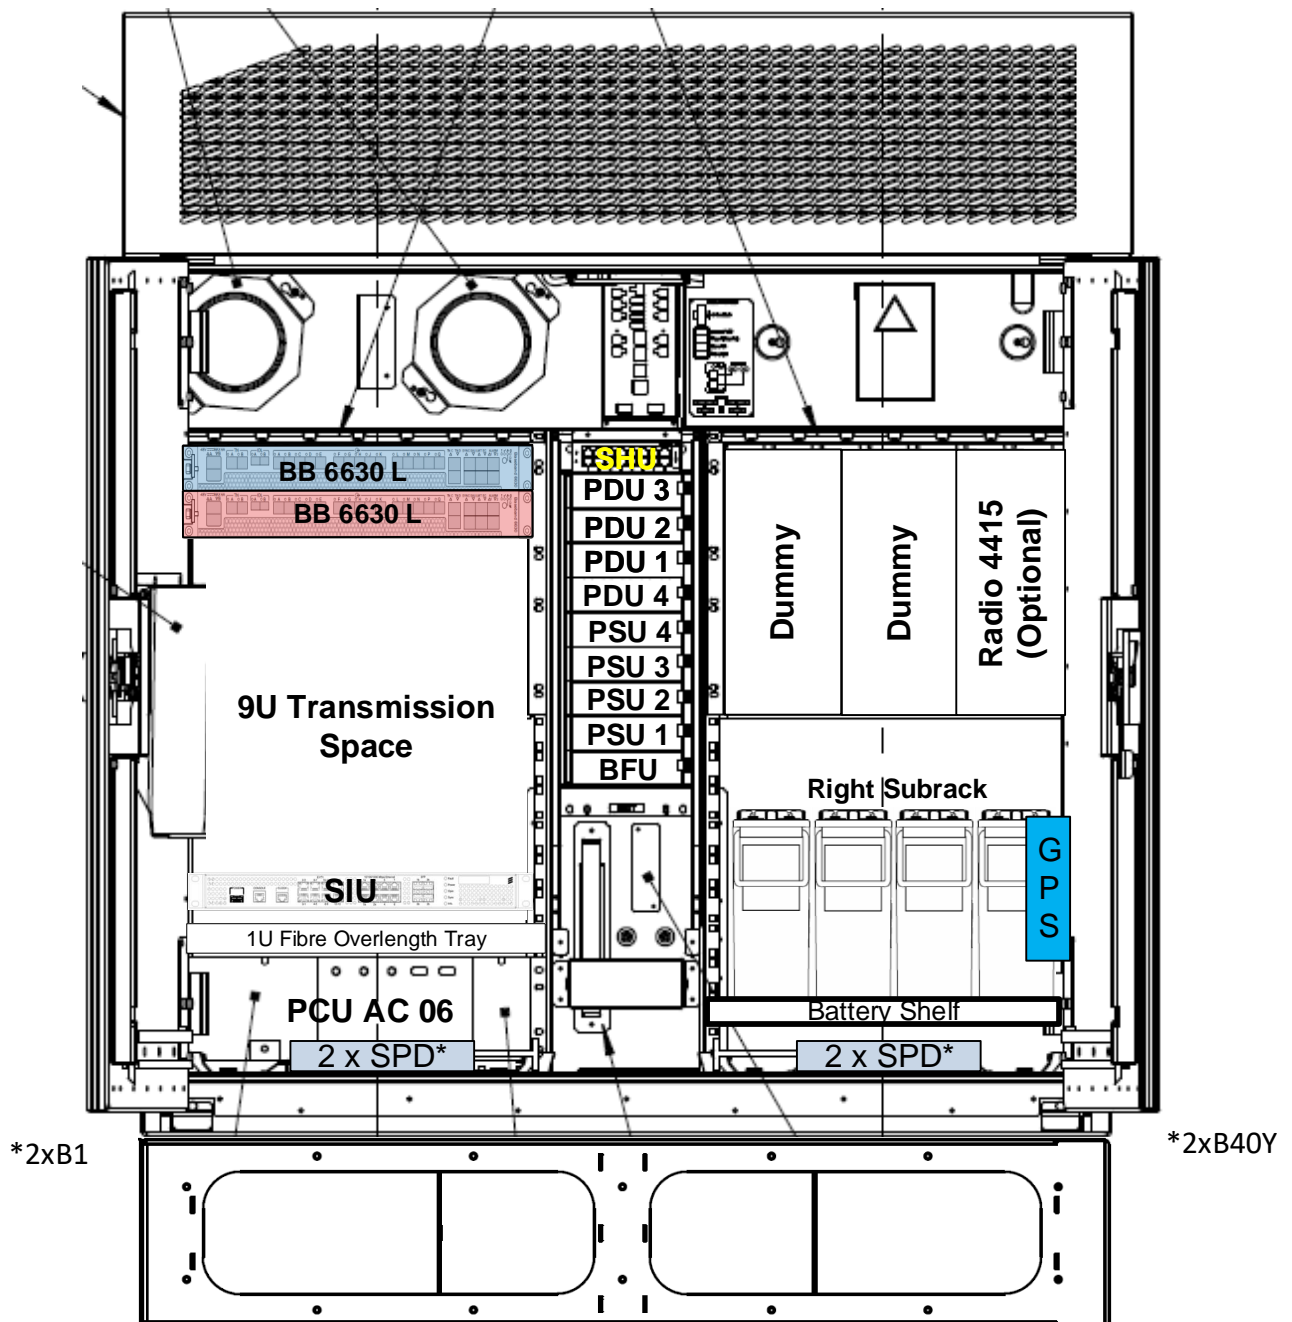 BB 6630 L
BB 6630 L
9U Transmission
Space
SIU
1U Fibre Overlength Tray
PCU AC 06
2 x SPD*
*2xB1
SHU
PDU 3
PDU 2
PDU 1
PDU 4
PSU 4
PSU 3
PSU 2
PSU 1
BFU
Dummy
Dummy
Radio 4415
(Optional)
Right Subrack
GPS
Battery Shelf
2 x SPD*
*2xB40Y